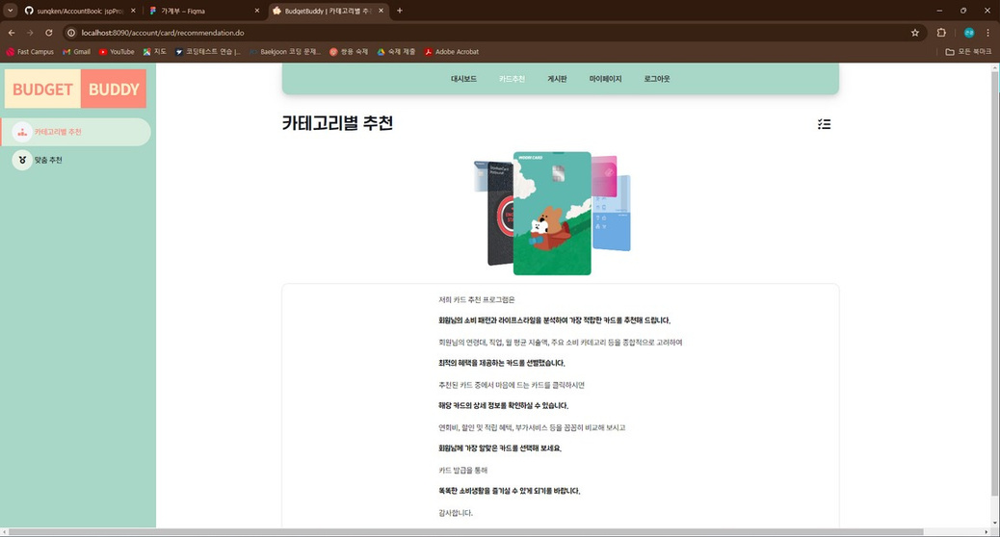 sungken/AccountBook: jspPro
가계부 – Figma
BudgetBuddy | 카테고리별 추천
localhost:8090/account/card/recommendation.do
Fast Campus
Gmail
YouTube
지도
코딩테스트 연습 |...
Baekjoon 코딩 문제...
쌍용 숙제
숙제 제출
Adobe Acrobat
모든 북마크
BUDGET BUDDY
대시보드
카드추천
게시판
마이페이지
로그아웃
카테고리별 추천
맞춤 추천
카테고리별 추천
저희 카드 추천 프로그램은
회원님의 소비 패턴과 라이프스타일을 분석하여 가장 적합한 카드를 추천해 드립니다.
회원님의 연령대, 직업, 월 평균 지출액, 주요 소비 카테고리 등을 종합적으로 고려하여
최적의 혜택을 제공하는 카드를 선별했습니다.
추천된 카드 중에서 마음에 드는 카드를 클릭하시면
해당 카드의 상세 정보를 확인하실 수 있습니다.
연회비, 할인 및 적립 혜택, 부가서비스 등을 꼼꼼히 비교해 보시고
회원님께 가장 알맞은 카드를 선택해 보세요.
카드 발급을 통해
똑똑한 소비생활을 즐기실 수 있게 되기를 바랍니다.
감사합니다.